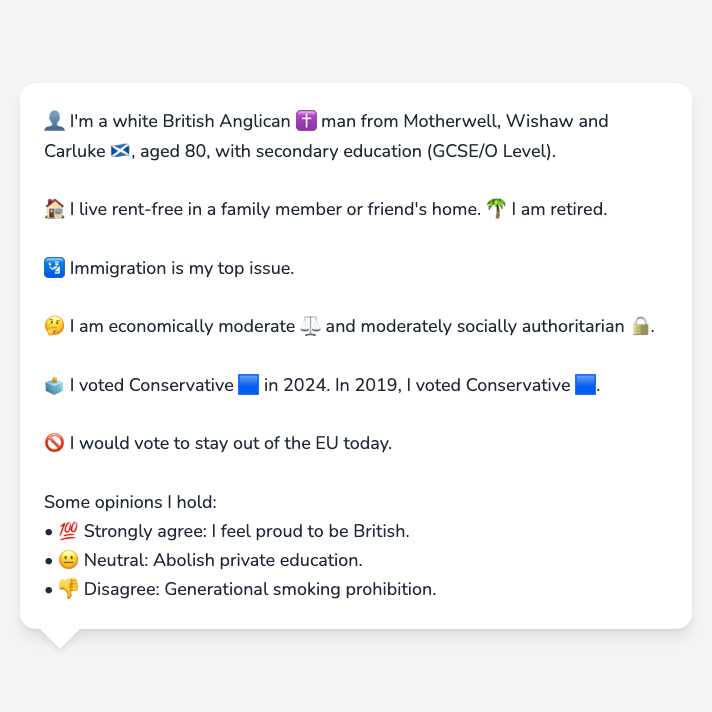 👤 I'm a white British Anglican ✝️ man from Motherwell, Wishaw and
Carluke 🏴󠁧󠁢󠁳󠁣󠁴󠁿, aged 80, with secondary education (GCSE/O Level).
🏠 I live rent-free in a family member or friend's home. 🌴 I am retired.
🛂 Immigration is my top issue.
🤔 I am economically moderate ⚖️ and moderately socially authoritarian 🔒.
🗳️ I voted Conservative 🟦 in 2024. In 2019, I voted Conservative 🟦.
🚫 I would vote to stay out of the EU today.
Some opinions I hold:
• 💯 Strongly agree: I feel proud to be British.
• 😐 Neutral: Abolish private education.
• 👎 Disagree: Generational smoking prohibition.